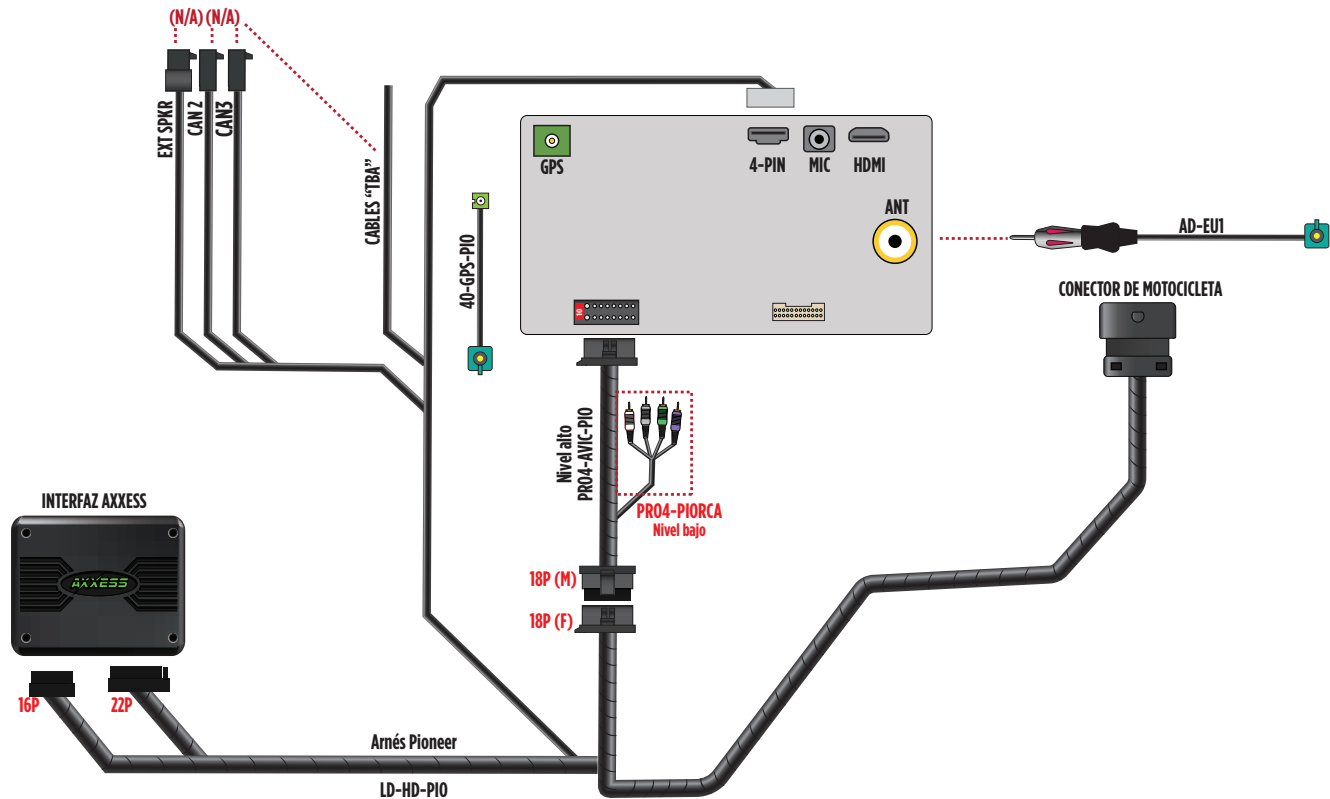 (N/A) (N/A)
EXT SPKR
CAN 2
CAN3
CABLES “TBA”
GPS
4-PIN
MIC
HDMI
ANT
AD-EU1
40-GPS-PIO
10
CONECTOR DE MOTOCICLETA
Nivel alto
PRO4-AVIC-PIO
PRO4-PIORCA
Nivel bajo
INTERFAZ AXXESS
AXXESS
18P (M)
18P (F)
16P
22P
Arnés Pioneer
LD-HD-PIO